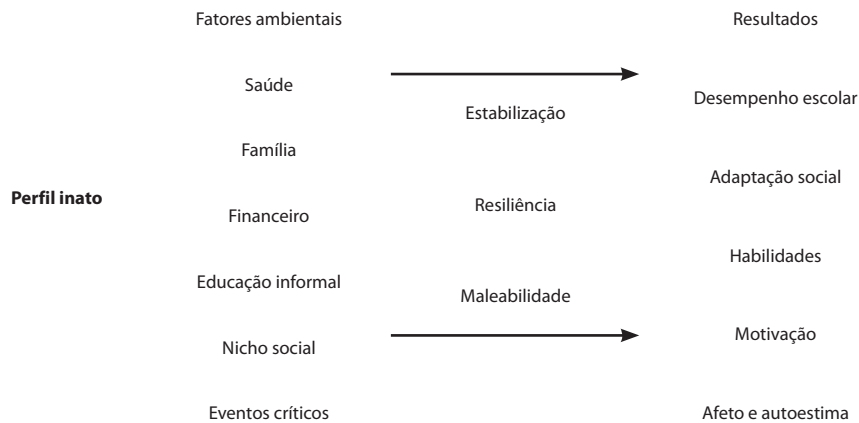 Perfil inato
Fatores ambientais
Saúde
Família
Financeiro
Educação informal
Nicho social
Eventos críticos
Estabilização
Resiliência
Maleabilidade
Resultados
Desempenho escolar
Adaptação social
Habilidades
Motivação
Afeto e autoestima